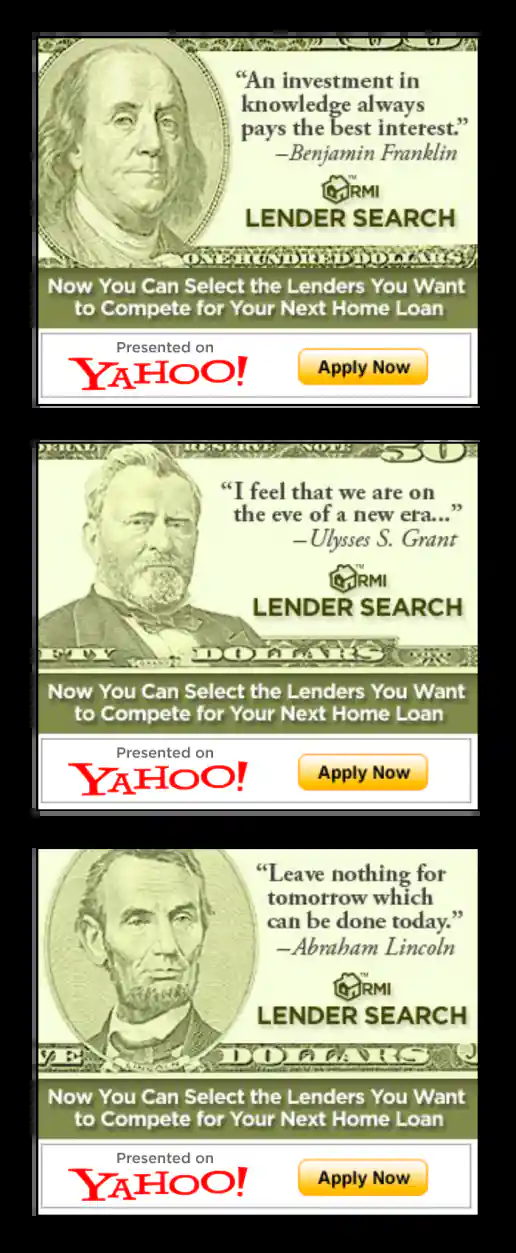 “An investment in
knowledge always
pays the best interest.”
–Benjamin Franklin
™
RMI
LENDER SEARCH
ONE HUNDRED DOLLARS
Now You Can Select the Lenders You Want
to Compete for Your Next Home Loan
Presented on
YAHOO!
Apply Now
ERAL RESERVE NOTE 50
“I feel that we are on
the eve of a new era...”
–Ulysses S. Grant
™
RMI
LENDER SEARCH
FTY DOLLARS
Now You Can Select the Lenders You Want
to Compete for Your Next Home Loan
Presented on
YAHOO!
Apply Now
“Leave nothing for
tomorrow which
can be done today.”
–Abraham Lincoln
™
RMI
LENDER SEARCH
VE DOLLARS
Now You Can Select the Lenders You Want
to Compete for Your Next Home Loan
Presented on
YAHOO!
Apply Now